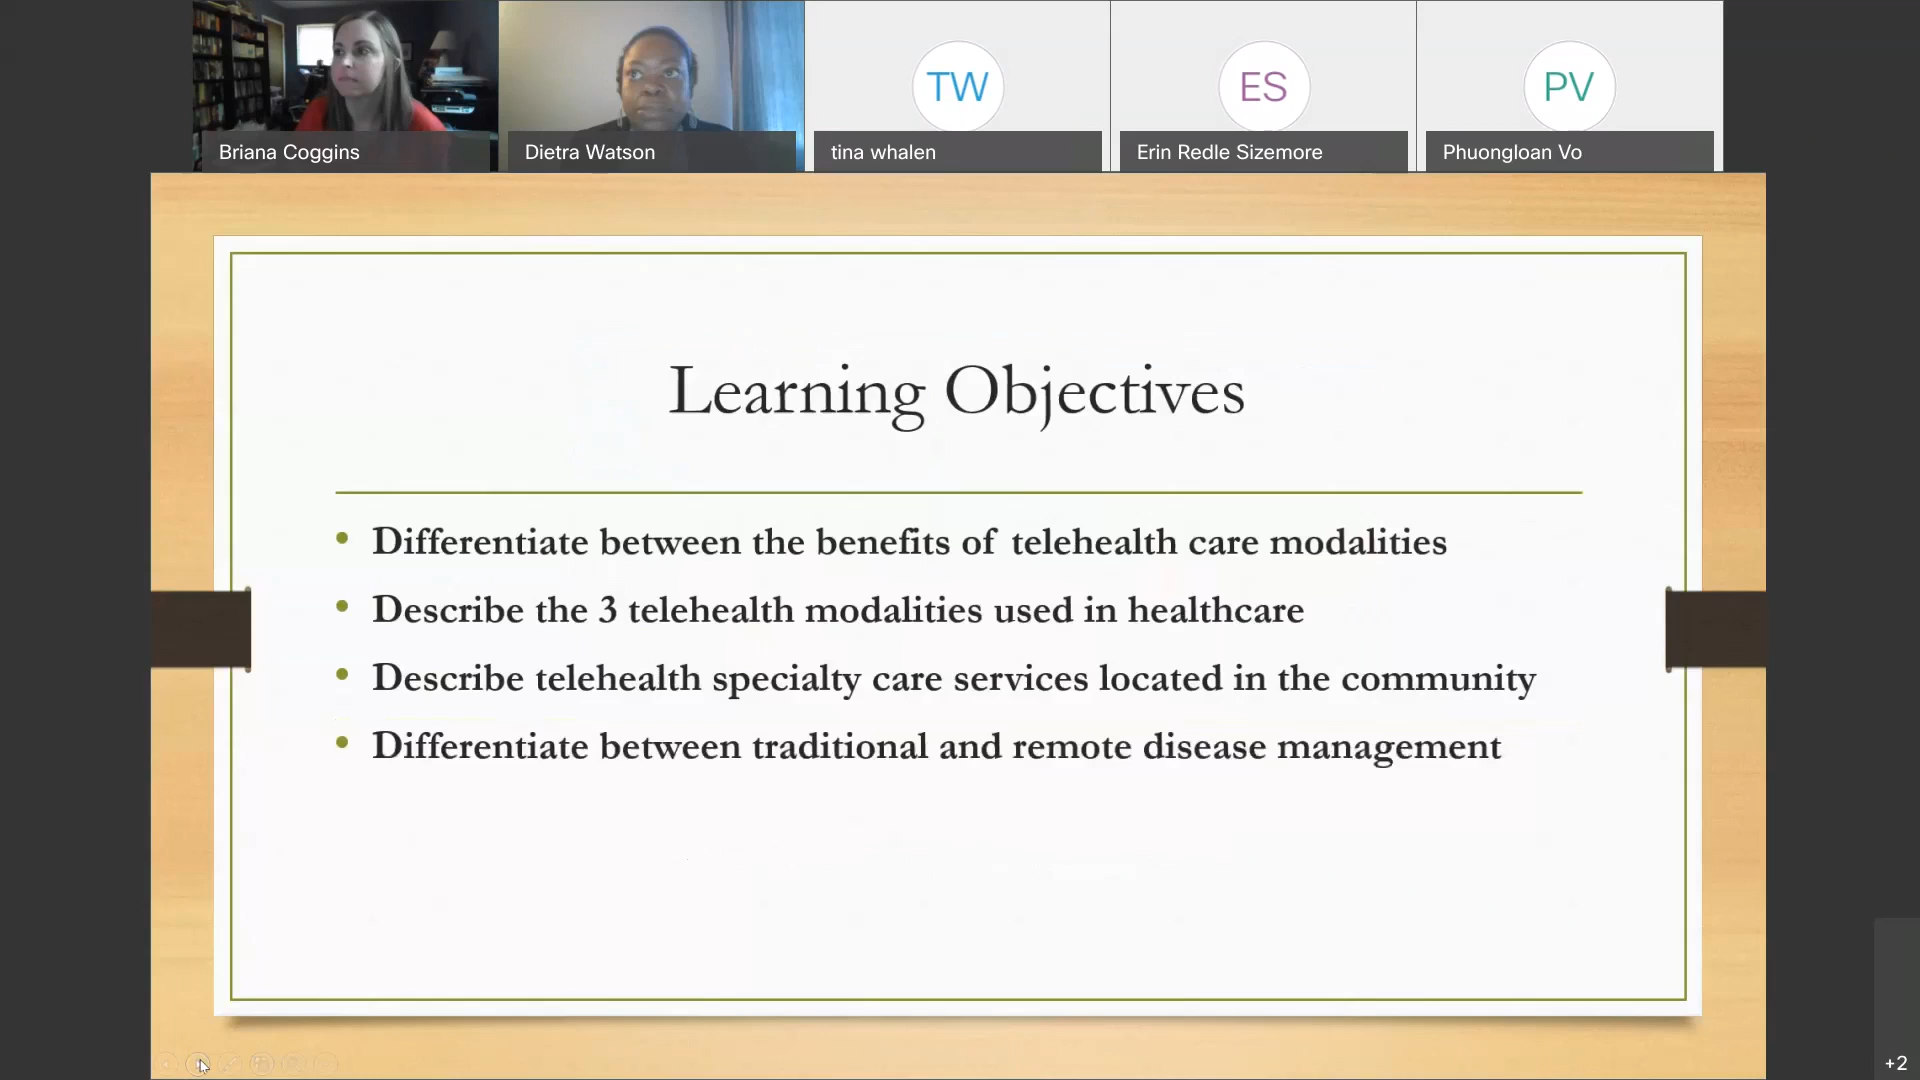 TW
ES
PV
Briana Coggins
Dietra Watson
tina whalen
Erin Redle Sizemore
Phuongloan Vo
Learning Objectives
• Differentiate between the benefits of telehealth care modalities
• Describe the 3 telehealth modalities used in healthcare
• Describe telehealth specialty care services located in the community
• Differentiate between traditional and remote disease management
+2